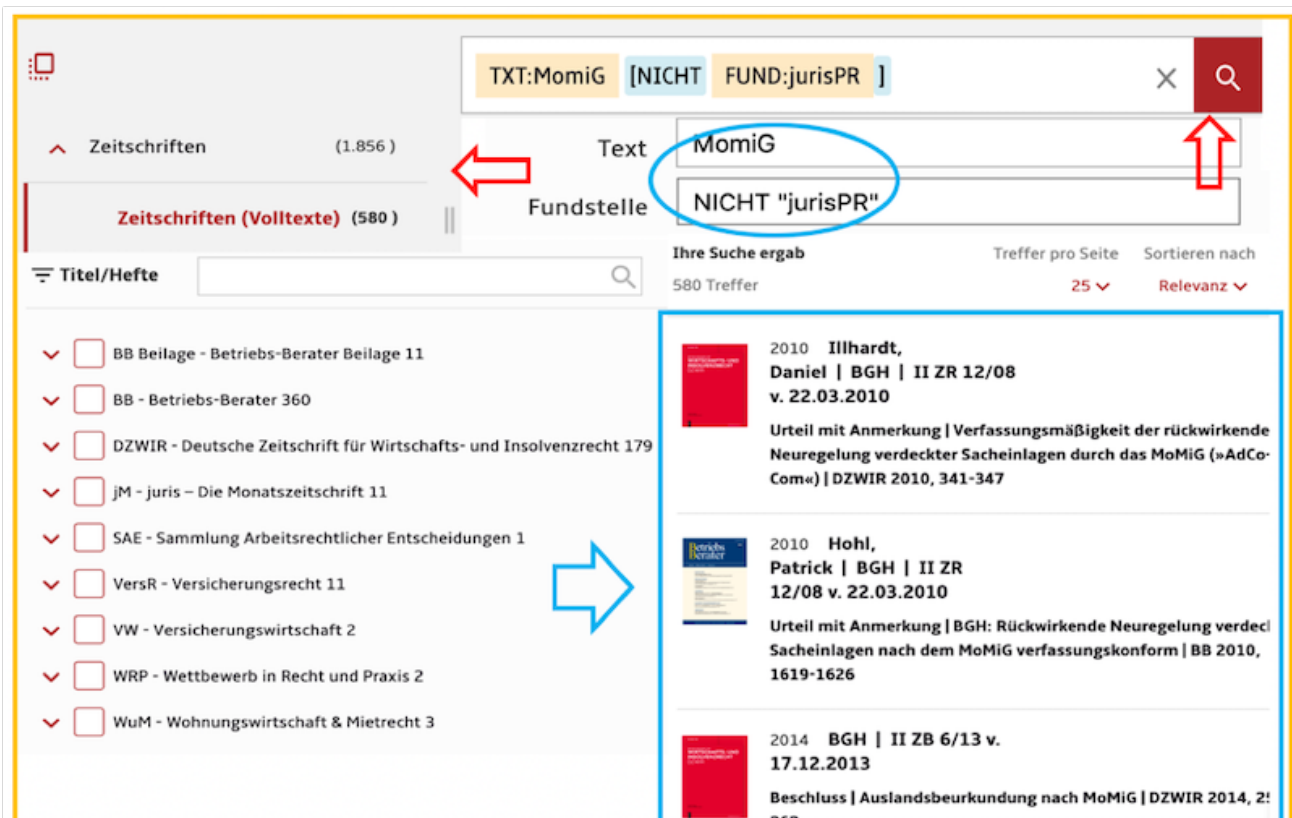 TXT:MomiG [NICHT FUND:jurisPR ]
Zeitschriften (1.856 )
Text MomiG
Zeitschriften (Volltexte) (580 )
Fundstelle NICHT "jurisPR"
Titel/Hefte
Ihre Suche ergab Treffer pro Seite Sortieren nach
580 Treffer 25 Relevanz
BB Beilage - Betriebs-Berater Beilage 11
BB - Betriebs-Berater 360
DZWIR - Deutsche Zeitschrift für Wirtschafts- und Insolvenzrecht 179
jM - juris – Die Monatszeitschrift 11
SAE - Sammlung Arbeitsrechtlicher Entscheidungen 1
VersR - Versicherungsrecht 11
VW - Versicherungswirtschaft 2
WRP - Wettbewerb in Recht und Praxis 2
WuM - Wohnungswirtschaft & Mietrecht 3
2010 Illhardt,
Daniel | BGH | II ZR 12/08
v. 22.03.2010
Urteil mit Anmerkung | Verfassungsmäßigkeit der rückwirkende
Neuregelung verdeckter Sacheinlagen durch das MoMiG (»AdCo-
Com«) | DZWIR 2010, 341-347
Betriebs
Berater
2010 Hohl,
Patrick | BGH | II ZR
12/08 v. 22.03.2010
Urteil mit Anmerkung | BGH: Rückwirkende Neuregelung verdec
Sacheinlagen nach dem MoMiG verfassungskonform | BB 2010,
1619-1626
2014 BGH | II ZB 6/13 v.
17.12.2013
Beschluss | Auslandsbeurkundung nach MoMiG | DZWIR 2014,